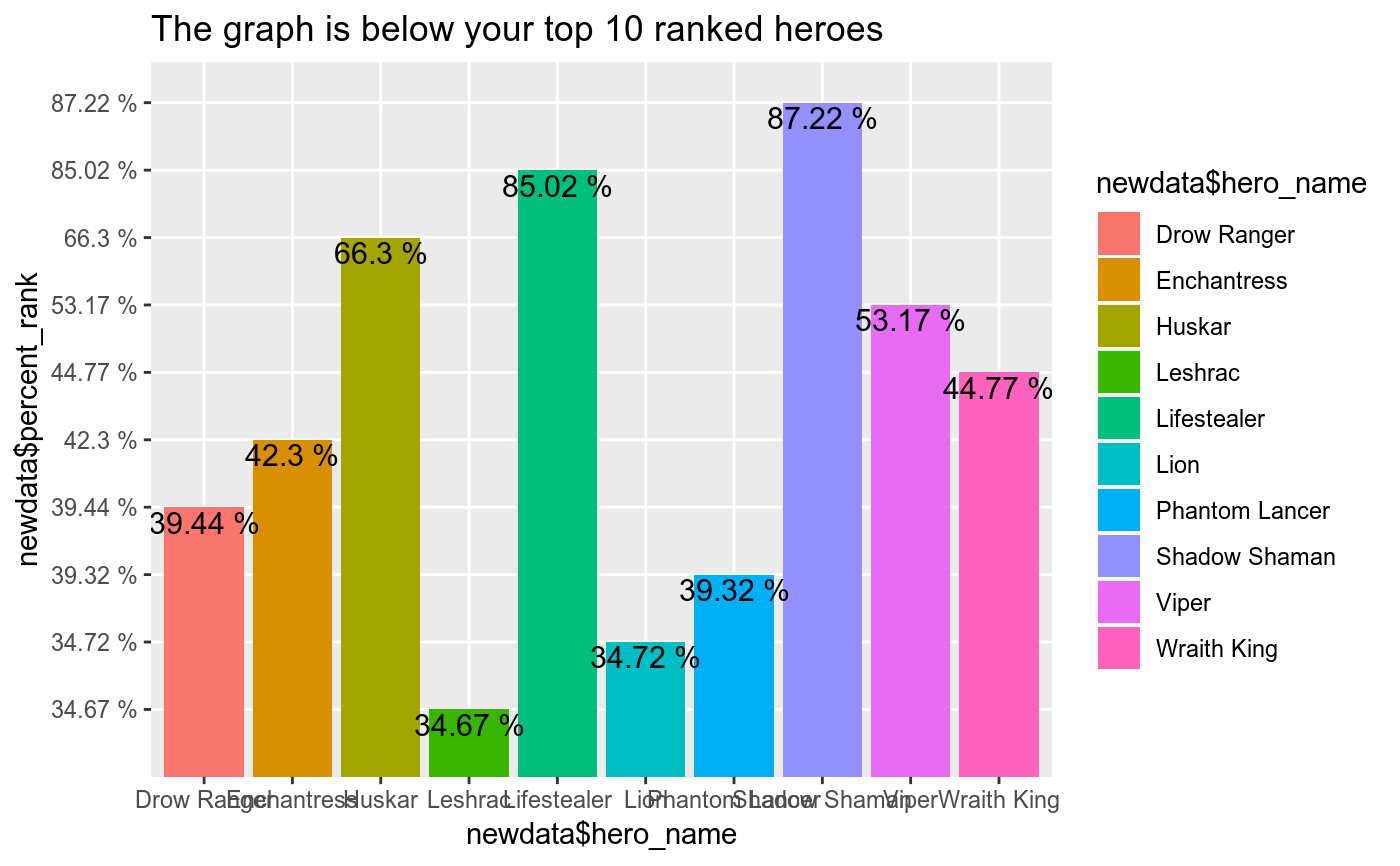 The graph is below your top 10 ranked heroes
newdata$percent_rank
87.22 %
85.02 %
66.3 %
53.17 %
44.77 %
42.3 %
39.44 %
39.32 %
34.72 %
34.67 %
39.44 %
42.3 %
66.3 %
34.67 %
85.02 %
34.72 %
39.32 %
87.22 %
53.17 %
44.77 %
Drow Ranger Enchantress Huskar Leshrac Lifestealer Lion Phantom Lancer Shadow Shaman Viper Wraith King
newdata$hero_name
newdata$hero_name
Drow Ranger
Enchantress
Huskar
Leshrac
Lifestealer
Lion
Phantom Lancer
Shadow Shaman
Viper
Wraith King